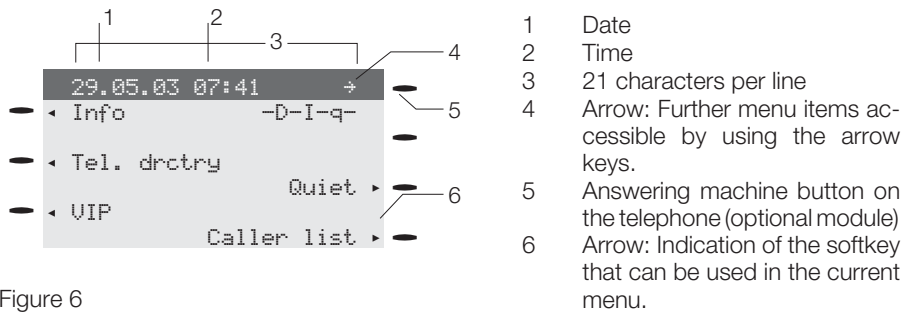 1 2
3
4
29.05.03 07:41 →
5
◂ Info -D-I-q-
◂ Tel. drctry
Quiet ▸
6
◂ VIP
Caller list ▸
Figure 6
1 Date
2 Time
3 21 characters per line
4 Arrow: Further menu items ac-
cessible by using the arrow
keys.
5 Answering machine button on
the telephone (optional module)
6 Arrow: Indication of the softkey
that can be used in the current
menu.